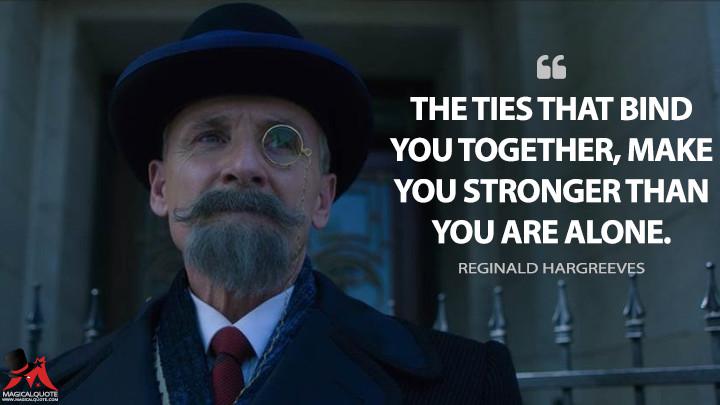 THE TIES THAT BIND
YOU TOGETHER, MAKE
YOU STRONGER THAN
YOU ARE ALONE.
REGINALD HARGREEVES
MAGICALQUOTE
WWW.MAGICALQUOTE.COM